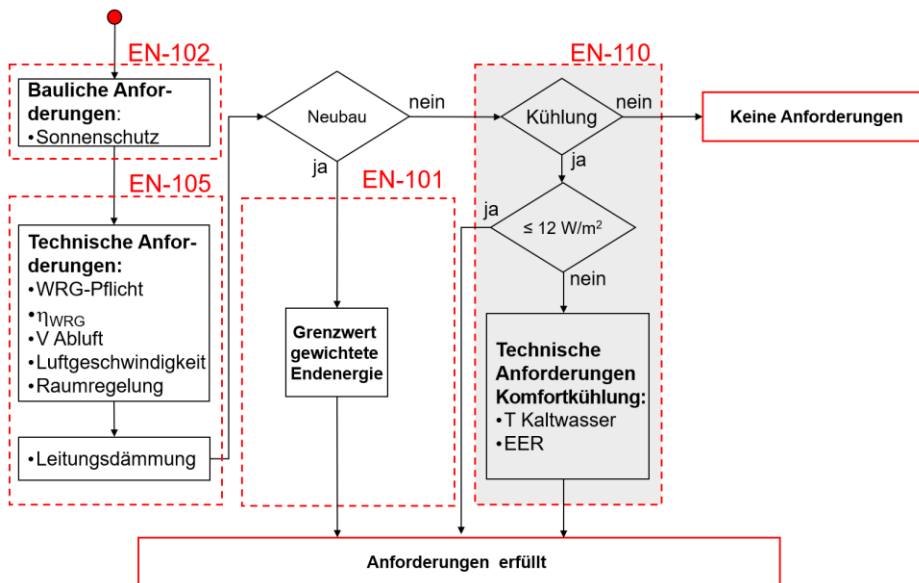 EN-102
Bauliche Anfor-
derungen:
•Sonnenschutz
EN-105
Technische Anfor-
derungen:
•WRG-Pflicht
•ηWRG
•V Abluft
•Luftgeschwindigkeit
•Raumregelung
•Leitungsdämmung
Neubau
nein
ja
EN-101
Grenzwert
gewichtete
Endenergie
EN-110
Kühlung
nein
ja
ja
≤ 12 W/m²
nein
Technische
Anforderungen
Komfortkühlung:
•T Kaltwasser
•EER
Keine Anforderungen
Anforderungen erfüllt